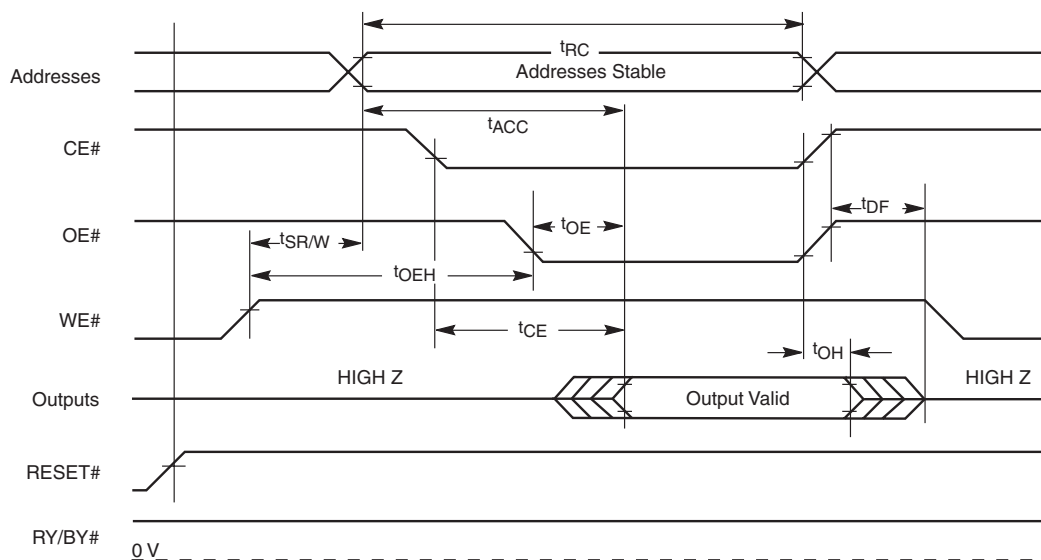 tRC
Addresses
Addresses Stable
tACC
CE#
tDF
OE#
tOE
tSR/W
tOEH
WE#
tCE
tOH
HIGH Z
HIGH Z
Outputs
Output Valid
RESET#
RY/BY#
0 V